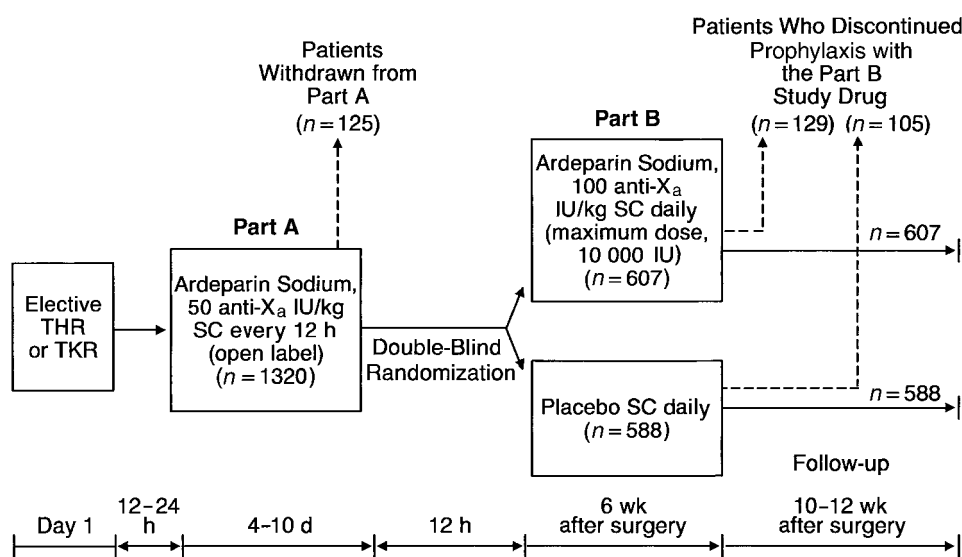 Patients
Withdrawn from
Part A
(n=125)
Patients Who Discontinued
Prophylaxis with
the Part B
Study Drug
(n=129) (n=105)
Part B
Ardeparin Sodium,
100 anti-Xa
IU/kg SC daily
(maximum dose,
10 000 IU)
(n=607)
n=607
Part A
Elective
THR
or TKR
Ardeparin Sodium,
50 anti-Xa IU/kg
SC every 12 h
(open label)
(n=1320)
Double-Blind
Randomization
Placebo SC daily
(n=588)
n=588
Follow-up
Day 1
12–24
h
4–10 d
12 h
6 wk
after surgery
10–12 wk
after surgery